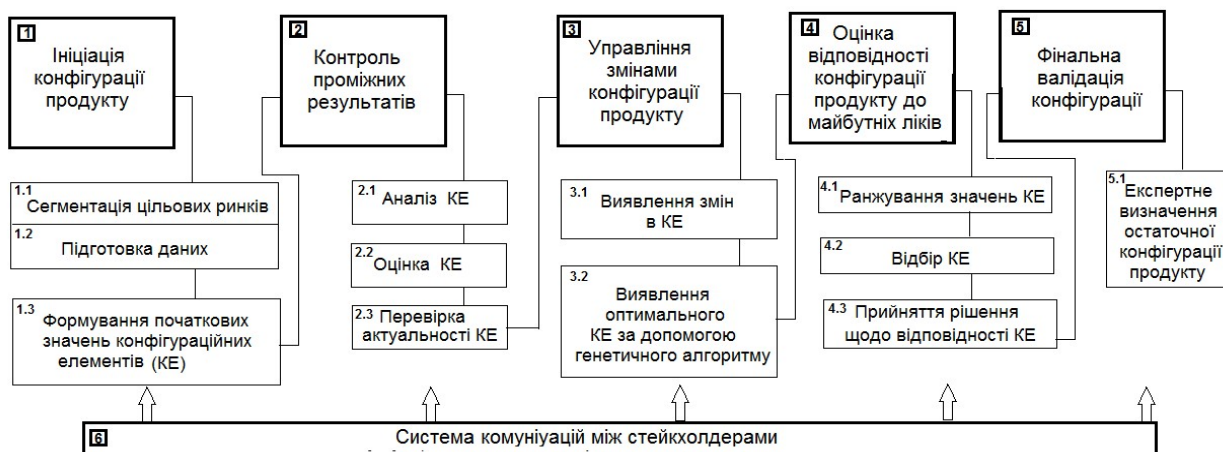 1
Ініціація
конфігурації
продукту
1.1
Сегментація цільових ринків
1.2
Підготовка даних
1.3
Формування початкових
значень конфігураційних
елементів (КЕ)
2
Контроль
проміжних
результатів
2.1 Аналіз КЕ
2.2 Оцінка КЕ
2.3 Перевірка
актуальності КЕ
3
Управління
змінами
конфігурації
продукту
3.1
Виявлення змін
в КЕ
3.2
Виявлення
оптимального
КЕ за допомогою
генетичного алгоритму
4
Оцінка
відповідності
конфігурації
продукту до
майбутніх ліків
4.1
Ранжування значень КЕ
4.2
Відбір КЕ
4.3 Прийняття рішення
щодо відповідності КЕ
5
Фінальна
валідація
конфігурації
5.1
Експертне
визначення
остаточної
конфігурації
продукту
6
Система комуніуацій між стейкхолдерами